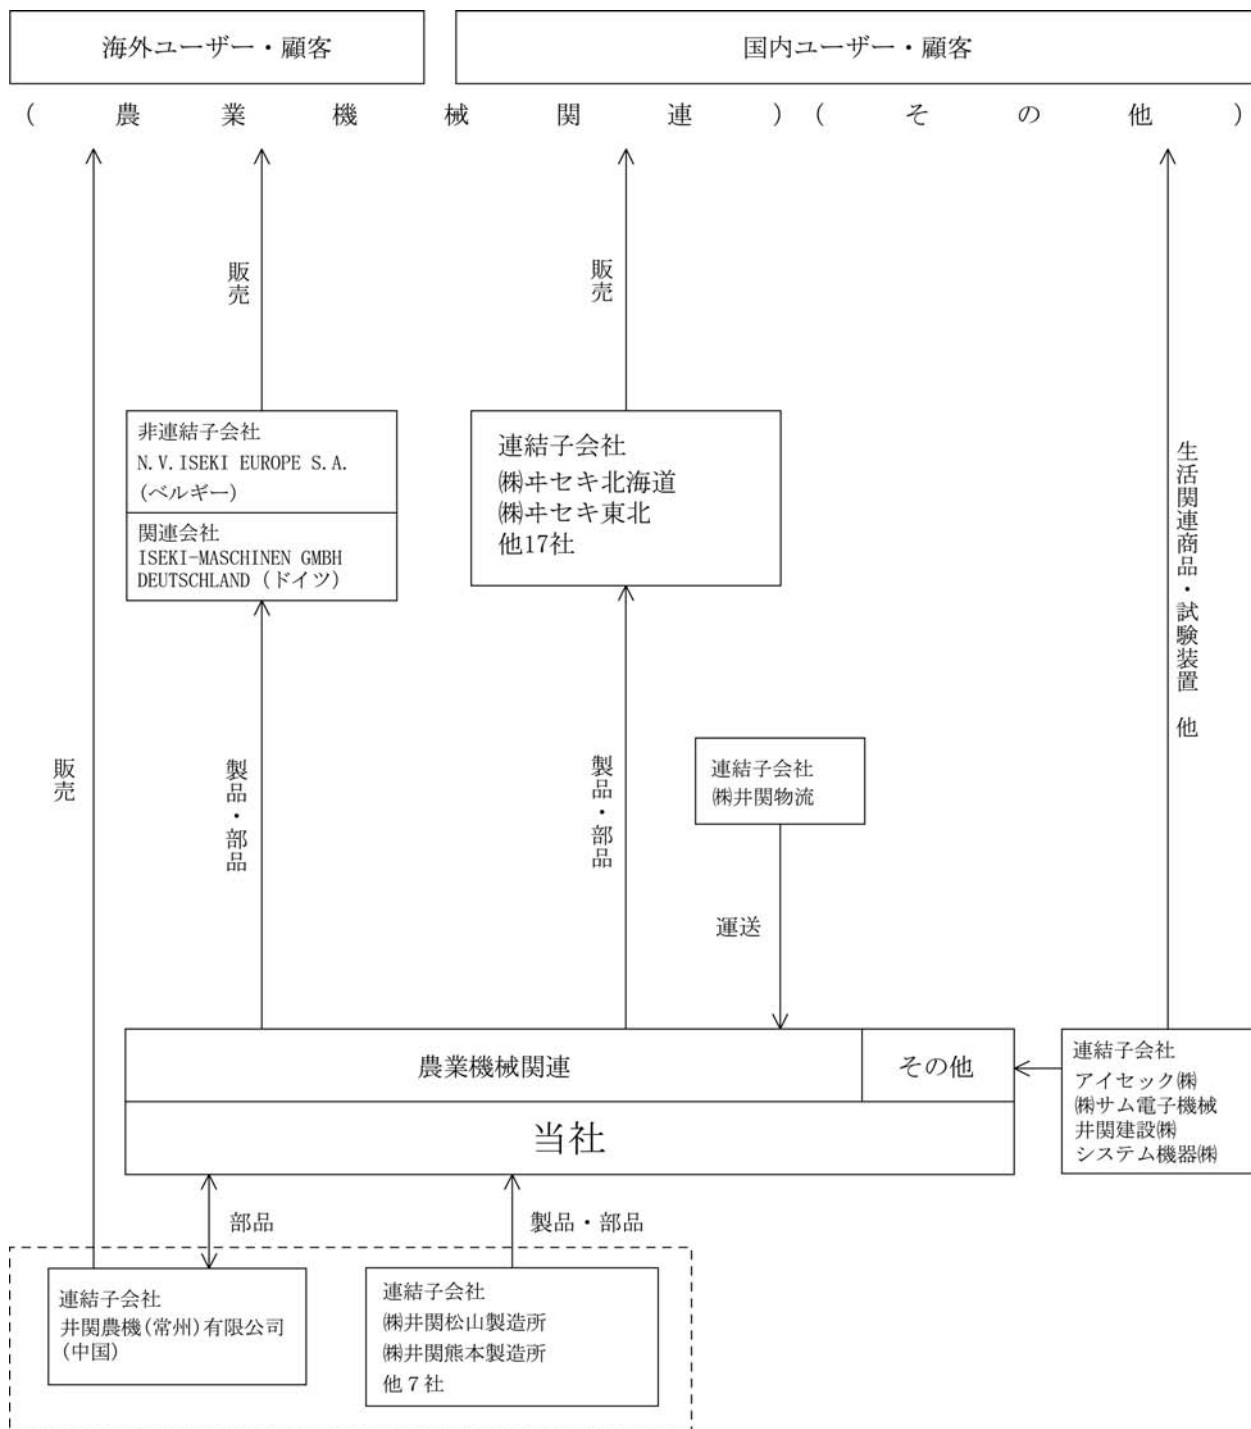 海外ユーザー・顧客
国内ユーザー・顧客
(農業機械関連)(その他)
販売
販売
非連結子会社
N.V.ISEKI EUROPE S.A.
(ベルギー)
関連会社
ISEKI-MASCHINEN GMBH
DEUTSCHLAND (ドイツ)
連結子会社
㈱ヰセキ北海道
㈱ヰセキ東北
他17社
生活関連商品・試験装置 他
販売
製品・部品
製品・部品
連結子会社
㈱井関物流
運送
農業機械関連
その他
当社
連結子会社
アイセック㈱
㈱サム電子機械
井関建設㈱
システム機器㈱
部品
製品・部品
連結子会社
井関農機(常州)有限公司
(中国)
連結子会社
㈱井関松山製造所
㈱井関熊本製造所
他7社